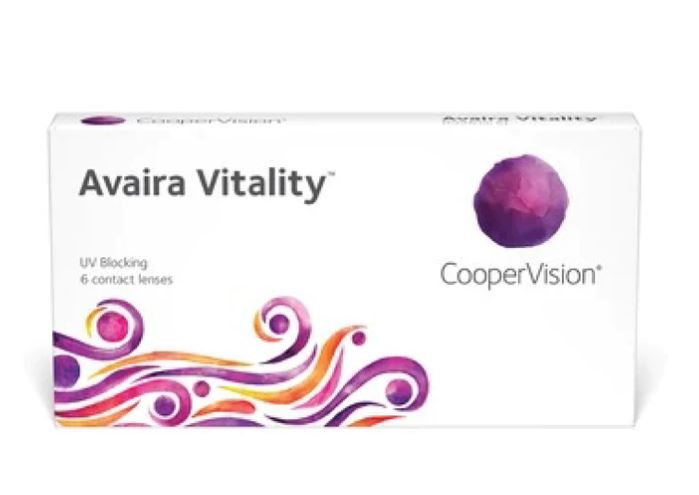 CooperVision®
Avaira Vitality
Avaira Vitality™
CooperVision®
UV Blocking
6 contact lenses